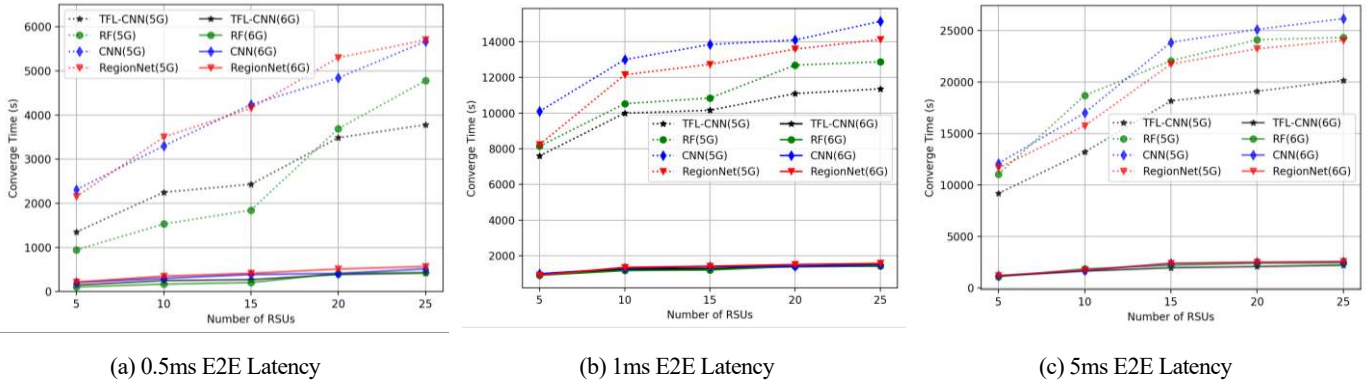 TFL-CNN(5G) TFL-CNN(6G)
RF(5G) RF(6G)
CNN(5G) CNN(6G)
RegionNet(5G) RegionNet(6G)
6000
5000
4000
3000
2000
1000
0
Converge Time (s)
5 10 15 20 25
Number of RSUs
(a) 0.5ms E2E Latency
14000
12000
10000
8000
6000
4000
2000
Converge Time (s)
TFL-CNN(5G) TFL-CNN(6G)
RF(5G) RF(6G)
CNN(5G) CNN(6G)
RegionNet(5G) RegionNet(6G)
5 10 15 20 25
Number of RSUs
(b) 1ms E2E Latency
25000
20000
15000
10000
5000
0
Converge Time (s)
TFL-CNN(5G) TFL-CNN(6G)
RF(5G) RF(6G)
CNN(5G) CNN(6G)
RegionNet(5G) RegionNet(6G)
5 10 15 20 25
Number of RSUs
(c) 5ms E2E Latency